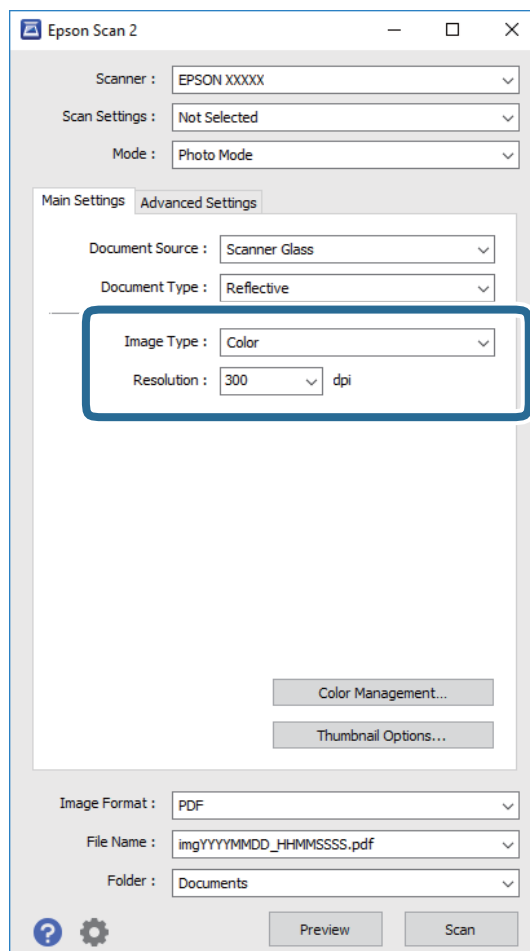 Epson Scan 2
Scanner : EPSON XXXXX
Scan Settings : Not Selected
Mode : Photo Mode
Main Settings Advanced Settings
Document Source : Scanner Glass
Document Type : Reflective
Image Type : Color
Resolution : 300 dpi
Color Management...
Thumbnail Options...
Image Format : PDF
File Name : imgYYYYMMDD_HHMMSSSS.pdf
Folder : Documents
? Preview Scan